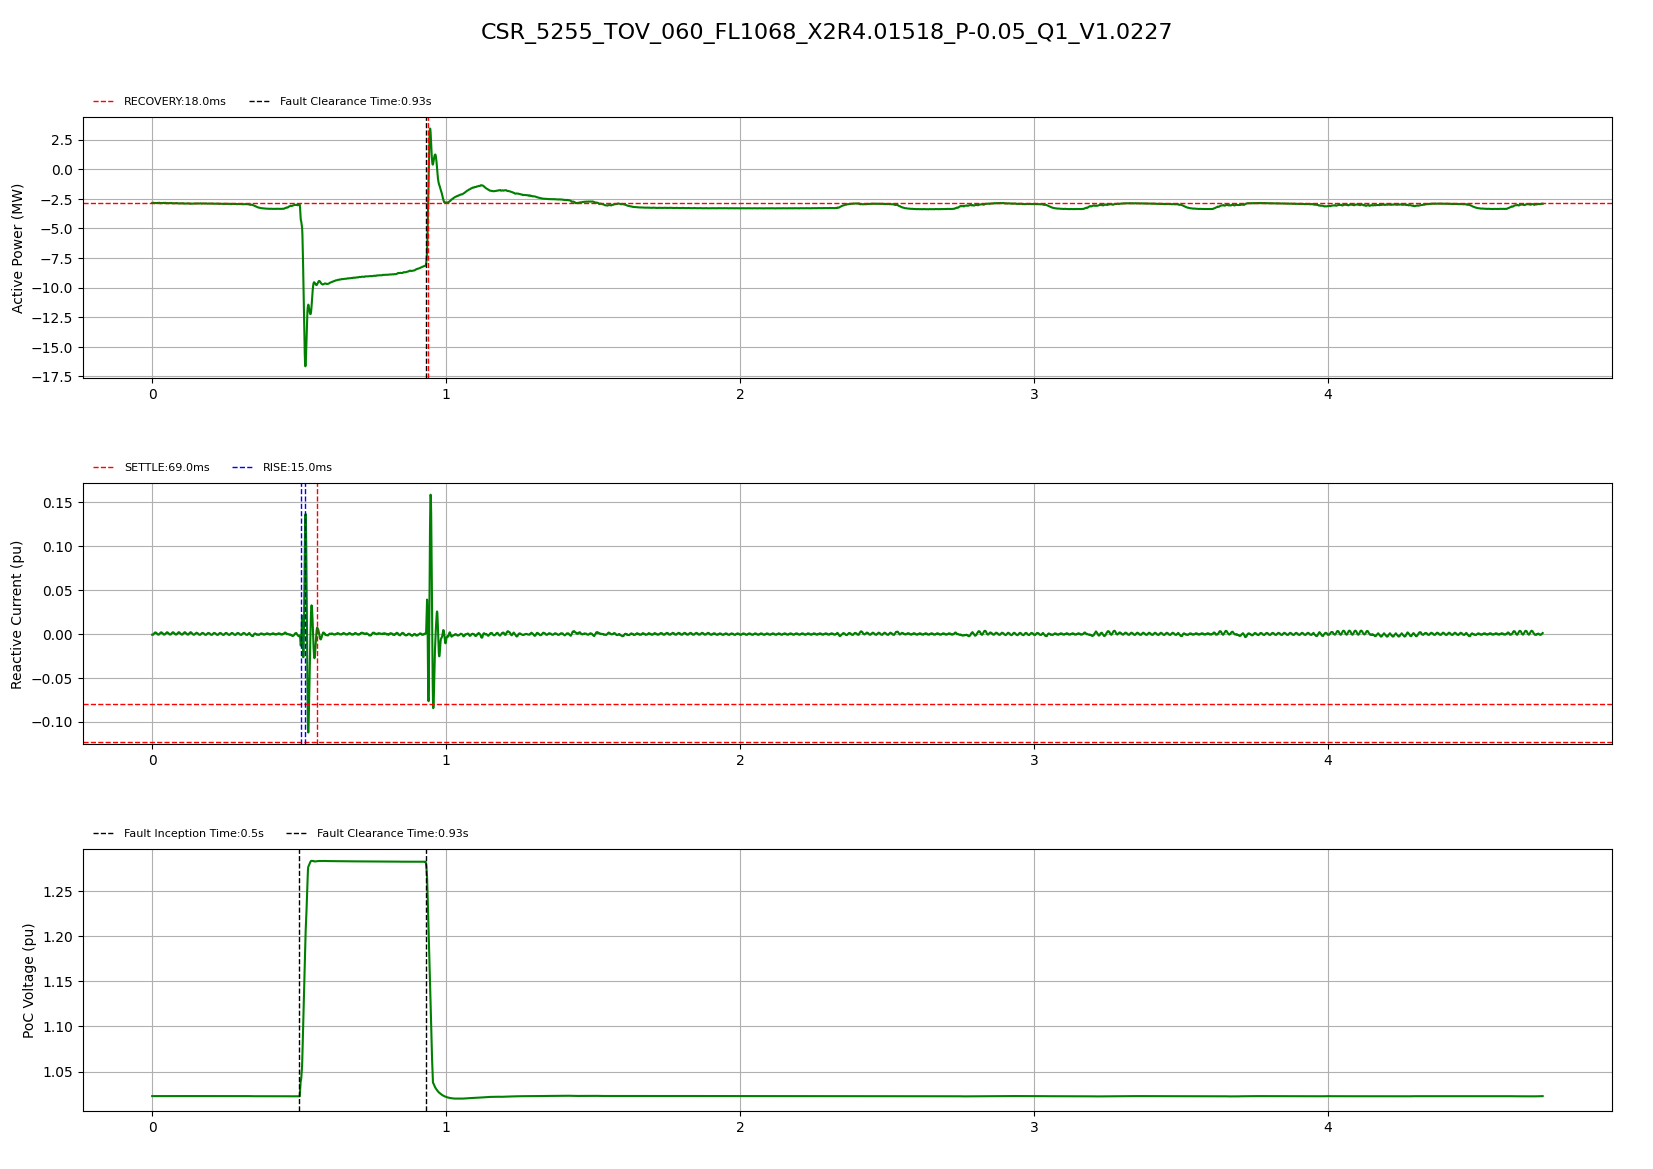 CSR_5255_TOV_060_FL1068_X2R4.01518_P-0.05_Q1_V1.0227
RECOVERY:18.0ms Fault Clearance Time:0.93s
Active Power (MW)
2.5
0.0
−2.5
−5.0
−7.5
−10.0
−12.5
−15.0
−17.5
0 1 2 3 4
SETTLE:69.0ms RISE:15.0ms
Reactive Current (pu)
0.15
0.10
0.05
0.00
−0.05
−0.10
0 1 2 3 4
Fault Inception Time:0.5s Fault Clearance Time:0.93s
PoC Voltage (pu)
1.25
1.20
1.15
1.10
1.05
0 1 2 3 4